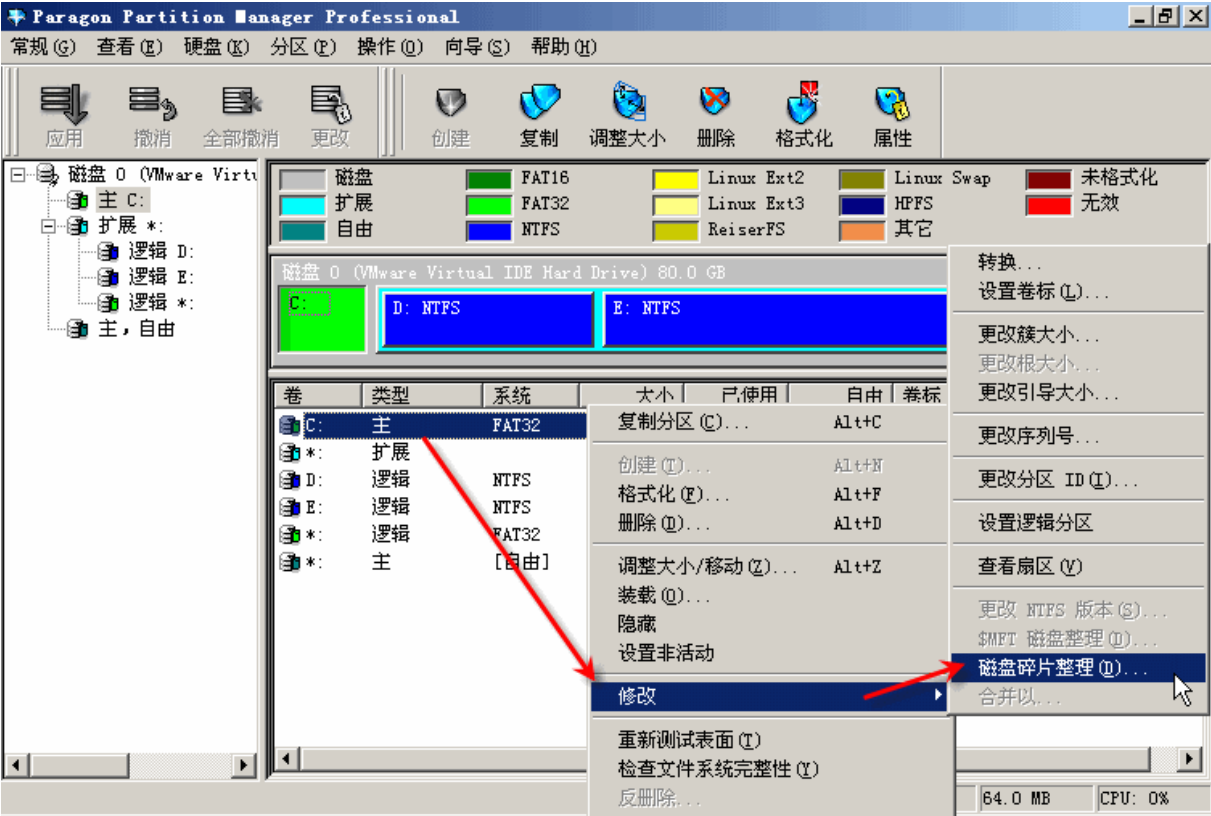 Paragon Partition Manager Professional
常规(G) 查看(E) 硬盘(K) 分区(P) 操作(O) 向导(S) 帮助(H)
应用 撤消 全部撤消 更改 创建 复制 调整大小 删除 格式化 属性
磁盘 0 (VMware Virtu
主 C:
扩展 *:
逻辑 D:
逻辑 E:
逻辑 *:
主，自由
磁盘 FAT16 Linux Ext2 Linux Swap 未格式化
扩展 FAT32 Linux Ext3 HPFS 无效
自由 NTFS ReiserFS 其它
磁盘 0 (VMware Virtual IDE Hard Drive) 80.0 GB
C: D: NTFS E: NTFS
卷 类型 系统 大小 已使用 自由 卷标
C: 主 FAT32
*: 扩展
D: 逻辑 NTFS
E: 逻辑 NTFS
*: 逻辑 FAT32
*: 主 [自由]
复制分区(C)... Alt+C
创建(T)... Alt+N
格式化(F)... Alt+F
删除(D)... Alt+D
调整大小/移动(Z)... Alt+Z
装载(O)...
隐藏
设置非活动
修改
重新测试表面(T)
检查文件系统完整性(Y)
反删除...
转换...
设置卷标(L)...
更改簇大小...
更改根大小...
更改引导大小...
更改序列号...
更改分区 ID(I)...
设置逻辑分区
查看扇区(V)
更改 NTFS 版本(S)...
$MFT 磁盘整理(D)...
磁盘碎片整理(D)...
合并以...
64.0 MB CPU: 0%